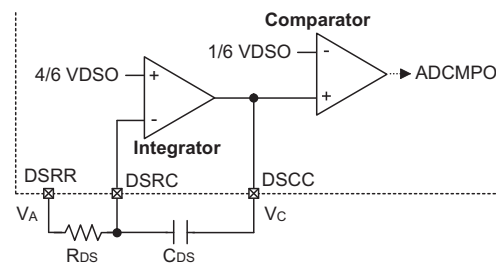 Comparator
1/6 VDSO
-
4/6 VDSO
+
ADCMPO
+
-
Integrator
DSRR
DSRC
DSCC
VA
VC
RDS
CDS